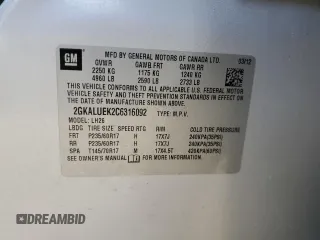 GM
MFD BY GENERAL MOTORS OF CANADA LTD.
03/12
GVWR GAWR.FRT GAWR.RR
2250 KG 1175 KG 1240 KG
4960 LB 2590 LB 2733 LB
THIS VEHICLE CONFORMS TO ALL APPLICABLE U.S. FEDERAL MOTOR VEHICLE SAFETY AND THEFT PREVENTION STANDARDS IN EFFECT ON THE DATE OF MANUFACTURE SHOWN ABOVE.
2GKALUEK2C6316092 TYPE: M.P.V.
MODEL: LH26
LBDG TIRE SIZE SPEED RTG RIM COLD TIRE PRESSURE
FRT P235/60R17 H 17X7J 240KPA(35PSI)
RR P235/60R17 H 17X7J 240KPA(35PSI)
SPA T145/70R17 M 17X4.5T 420KPA(60PSI)
SEE OWNER'S MANUAL FOR ADDITIONAL INFORMATION.